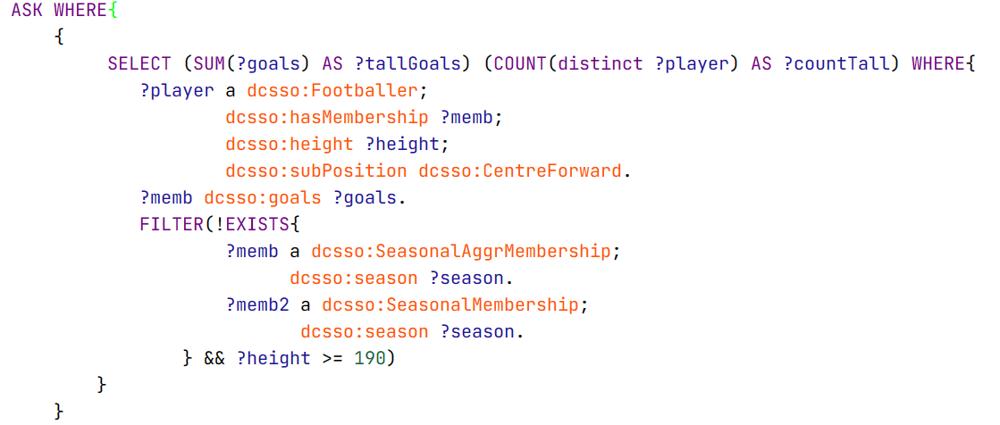 ASK WHERE{
{
SELECT (SUM(?goals) AS ?tallGoals) (COUNT(distinct ?player) AS ?countTall) WHERE{
?player a dcsso:Footballer;
dcsso:hasMembership ?memb;
dcsso:height ?height;
dcsso:subPosition dcsso:CentreForward.
?memb dcsso:goals ?goals.
FILTER(!EXISTS{
?memb a dcsso:SeasonalAggrMembership;
dcsso:season ?season.
?memb2 a dcsso:SeasonalMembership;
dcsso:season ?season.
} && ?height >= 190)
}
}